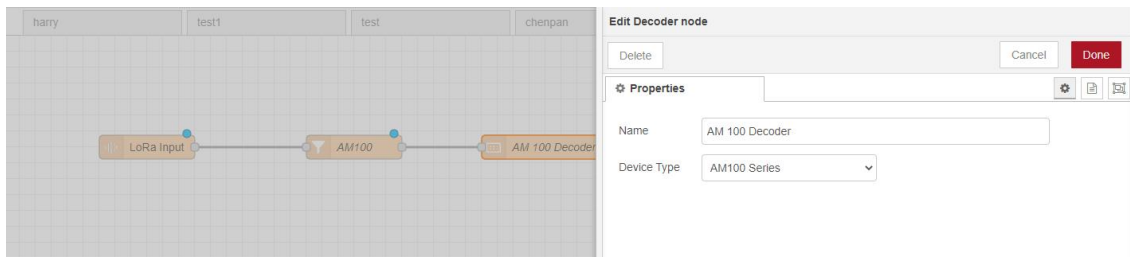 harry
test1
test
chenpan
LoRa Input
AM100
AM 100 Decoder
Edit Decoder node
Delete
Cancel
Done
Properties
Name
AM 100 Decoder
Device Type
AM100 Series